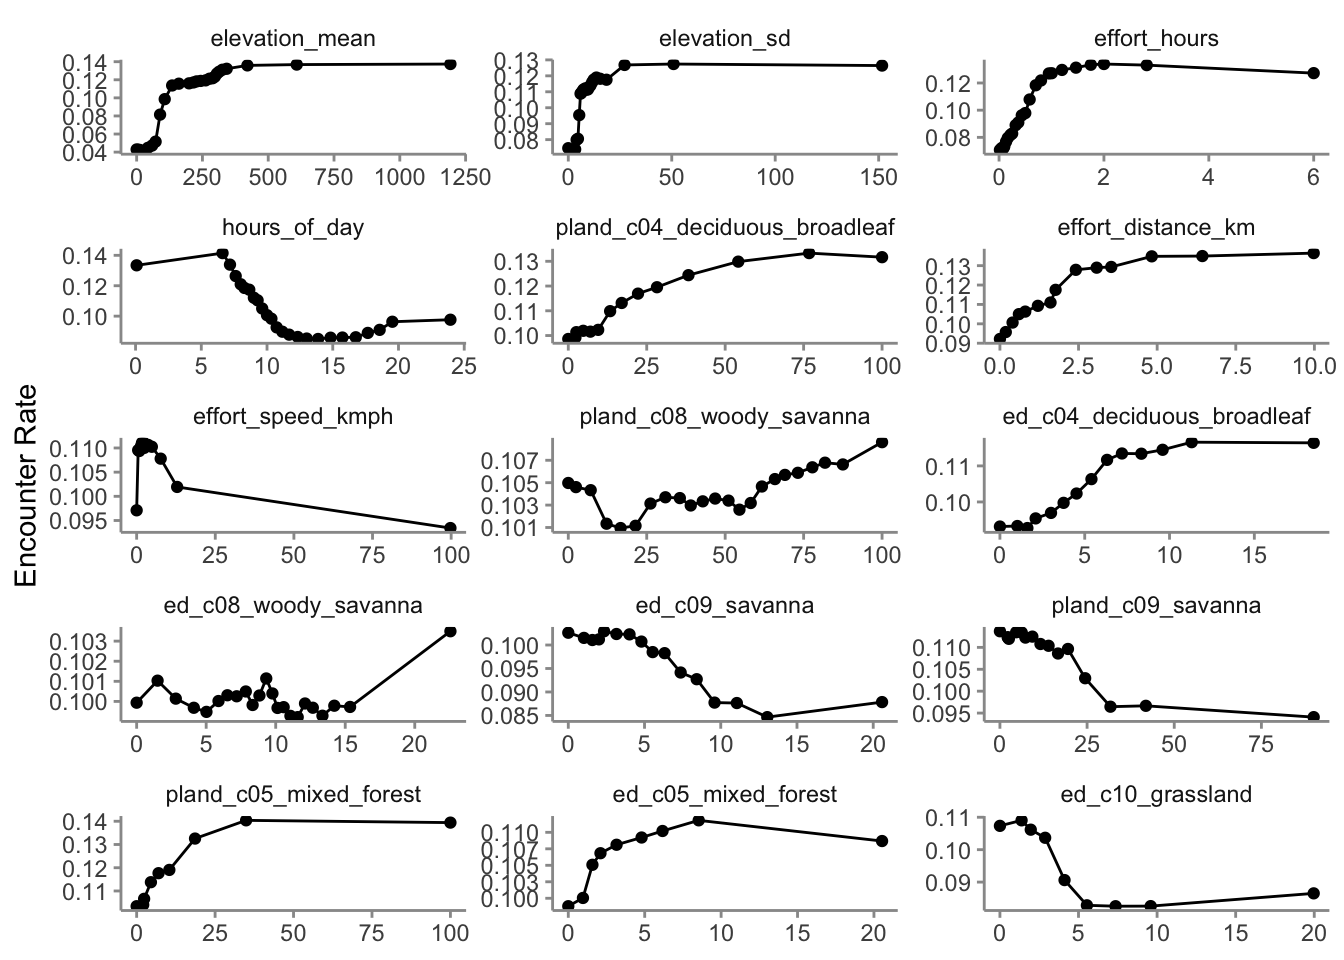 elevation_mean
0.14
0.12
0.10
0.08
0.06
0.04
0 250 500 750 1000 1250
elevation_sd
0.13
0.12
0.11
0.10
0.09
0.08
0 50 100 150
effort_hours
0.12
0.10
0.08
0 2 4 6
hours_of_day
0.14
0.12
0.10
0 5 10 15 20 25
pland_c04_deciduous_broadleaf
0.13
0.12
0.11
0.10
0 25 50 75 100
effort_distance_km
0.13
0.12
0.11
0.10
0.09
0.0 2.5 5.0 7.5 10.0
Encounter Rate
effort_speed_kmph
0.110
0.105
0.100
0.095
0 25 50 75 100
pland_c08_woody_savanna
0.107
0.105
0.103
0.101
0 25 50 75 100
ed_c04_deciduous_broadleaf
0.11
0.10
0 5 10 15
ed_c08_woody_savanna
0.103
0.102
0.101
0.100
0 5 10 15 20
ed_c09_savanna
0.100
0.095
0.090
0.085
0 5 10 15 20
pland_c09_savanna
0.110
0.105
0.100
0.095
0 25 50 75
pland_c05_mixed_forest
0.14
0.13
0.12
0.11
0 25 50 75 100
ed_c05_mixed_forest
0.110
0.107
0.105
0.103
0.100
0 5 10 15 20
ed_c10_grassland
0.11
0.10
0.09
0 5 10 15 20